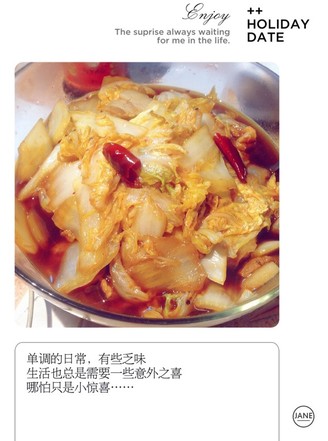 Enjoy
The suprise always waiting
for me in the life.
++
HOLIDAY
DATE
单调的日常，有些乏味
生活也总是需要一些意外之喜
哪怕只是小惊喜……
JANE